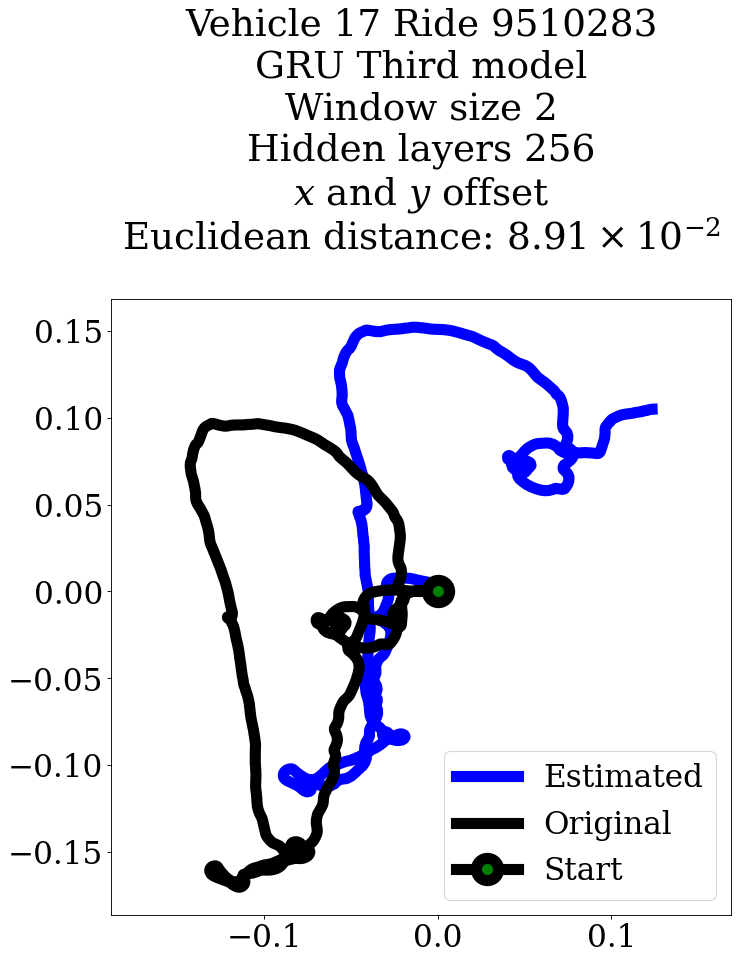 Vehicle 17 Ride 9510283
GRU Third model
Window size 2
Hidden layers 256
x and y offset
Euclidean distance: 8.91 × 10⁻²
0.15
0.10
0.05
0.00
−0.05
−0.10
−0.15
−0.1
0.0
0.1
Estimated
Original
Start